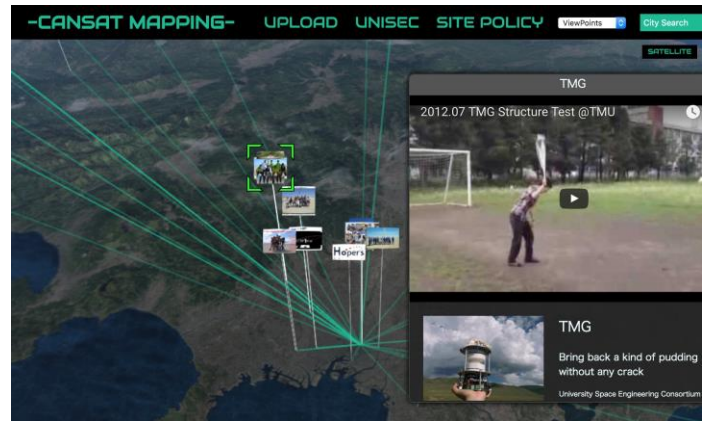 -CANSAT MAPPING-
UPLOAD
UNISEC
SITE POLICY
ViewPoints
City Search
SATELLITE
TMG
2012.07 TMG Structure Test @TMU
Hopers
TMG
Bring back a kind of pudding
without any crack
University Space Engineering Consortium